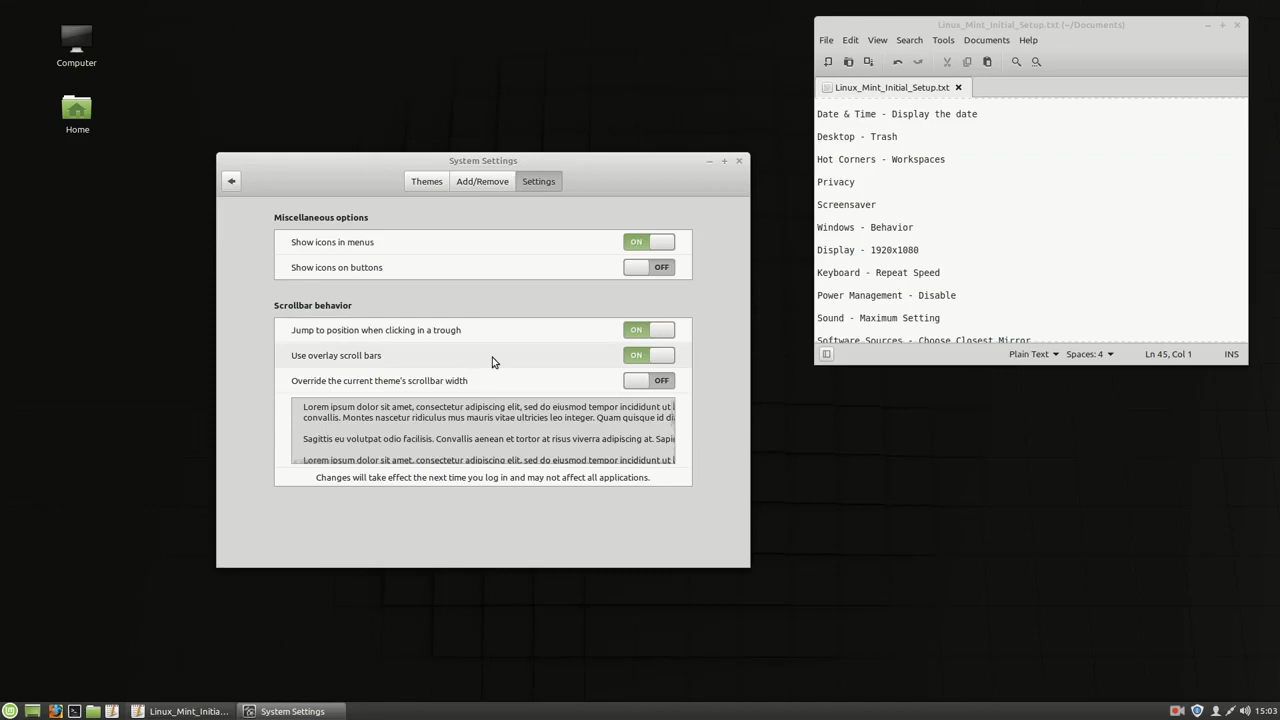 Computer
Home
System Settings
Themes
Add/Remove
Settings
Miscellaneous options
Show icons in menus
ON
Show icons on buttons
OFF
Scrollbar behavior
Jump to position when clicking in a trough
ON
Use overlay scroll bars
ON
Override the current theme's scrollbar width
OFF
Lorem ipsum dolor sit amet, consectetur adipiscing elit, sed do eiusmod tempor incididunt ut l
convallis. Montes nascetur ridiculus mus mauris vitae ultricies leo integer. Quam quisque id di
Sagittis eu volutpat odio facilisis. Convallis aenean et tortor at risus viverra adipiscing at. Sapi
Lorem ipsum dolor sit amet, consectetur adipiscing elit, sed do eiusmod tempor incididunt ut l
Changes will take effect the next time you log in and may not affect all applications.
Linux_Mint_Initial_Setup.txt (~/Documents)
File Edit View Search Tools Documents Help
Linux_Mint_Initial_Setup.txt
Date & Time - Display the date
Desktop - Trash
Hot Corners - Workspaces
Privacy
Screensaver
Windows - Behavior
Display - 1920x1080
Keyboard - Repeat Speed
Power Management - Disable
Sound - Maximum Setting
Software Sources - Choose Closest Mirror
Plain Text
Spaces: 4
Ln 45, Col 1
INS
Linux_Mint_Initia...
System Settings
15:03